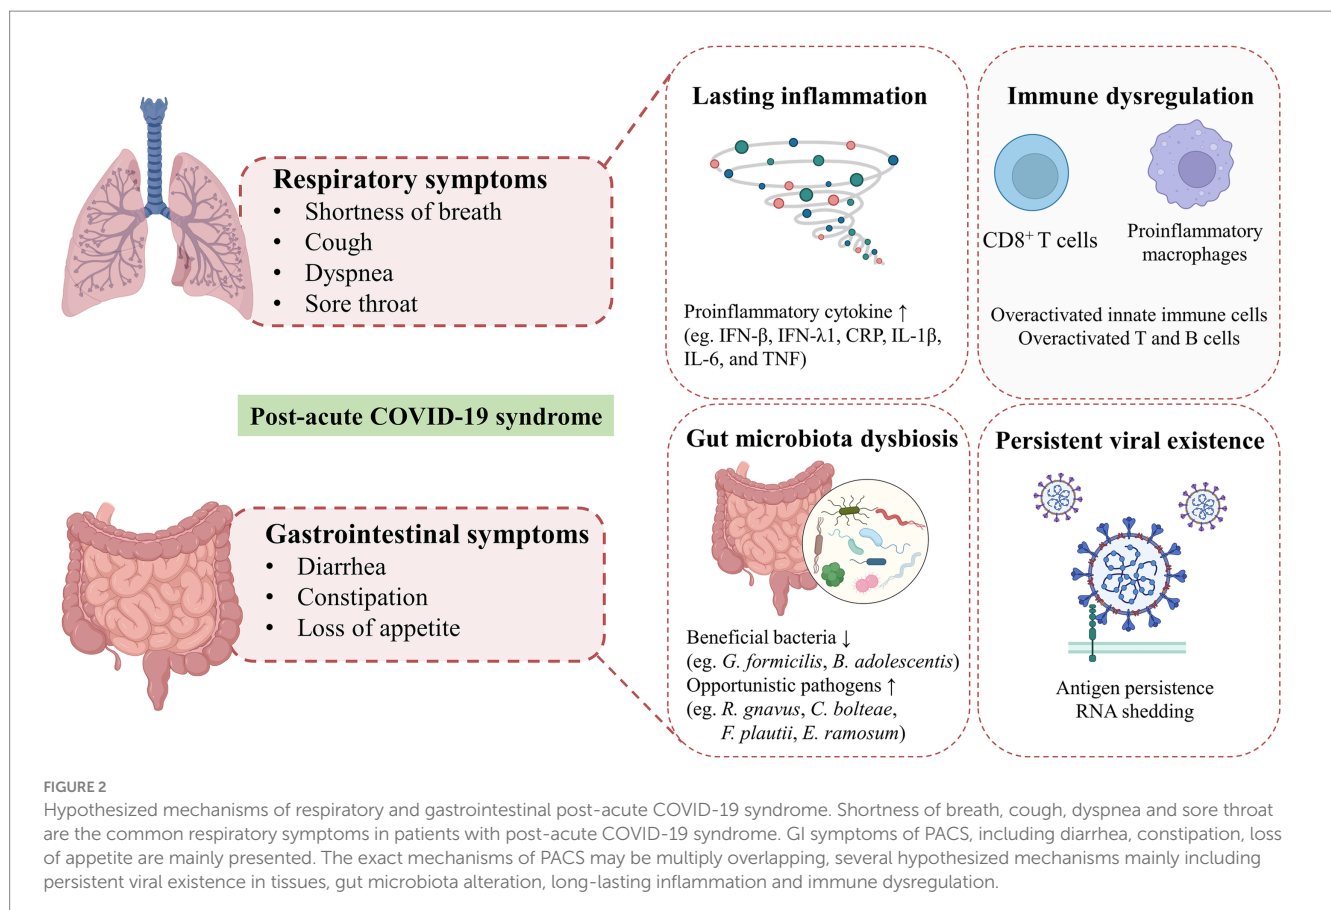 Respiratory symptoms
• Shortness of breath
• Cough
• Dyspnea
• Sore throat
Post-acute COVID-19 syndrome
Gastrointestinal symptoms
• Diarrhea
• Constipation
• Loss of appetite
Lasting inflammation
Proinflammatory cytokine ↑
(eg. IFN-β, IFN-λ1, CRP, IL-1β,
IL-6, and TNF)
Immune dysregulation
CD8⁺ T cells
Proinflammatory
macrophages
Overactivated innate immune cells
Overactivated T and B cells
Gut microbiota dysbiosis
Beneficial bacteria ↓
(eg. G. formicilis, B. adolescentis)
Opportunistic pathogens ↑
(eg. R. gnavus, C. bolteae,
F. plautii, E. ramosum)
Persistent viral existence
Antigen persistence
RNA shedding
FIGURE 2
Hypothesized mechanisms of respiratory and gastrointestinal post-acute COVID-19 syndrome. Shortness of breath, cough, dyspnea and sore throat
are the common respiratory symptoms in patients with post-acute COVID-19 syndrome. GI symptoms of PACS, including diarrhea, constipation, loss
of appetite are mainly presented. The exact mechanisms of PACS may be multiply overlapping, several hypothesized mechanisms mainly including
persistent viral existence in tissues, gut microbiota alteration, long-lasting inflammation and immune dysregulation.